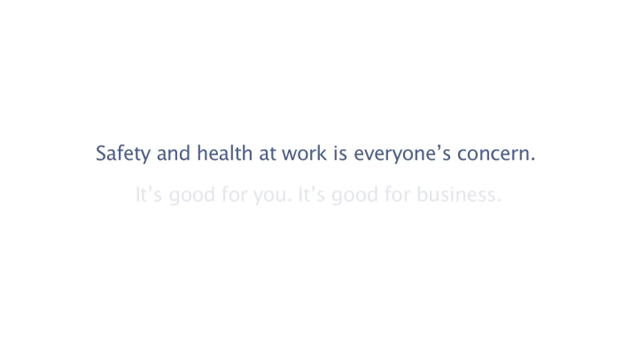 Safety and health at work is everyone’s concern.
It’s good for you. It’s good for business.